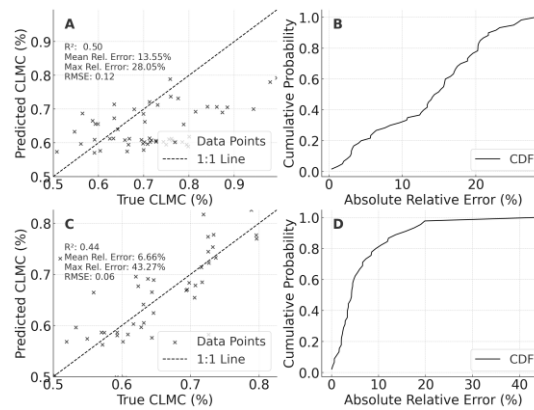 A
R²: 0.50
Mean Rel. Error: 13.55%
Max Rel. Error: 28.05%
RMSE: 0.12
Predicted CLMC (%)
0.9
0.8
0.7
0.6
0.5
Data Points
1:1 Line
0.5 0.6 0.7 0.8 0.9
True CLMC (%)
B
Cumulative Probability
1.0
0.8
0.6
0.4
0.2
0.0
CDF
0 10 20
Absolute Relative Error (%)
C
R²: 0.44
Mean Rel. Error: 6.66%
Max Rel. Error: 43.27%
RMSE: 0.06
Predicted CLMC (%)
0.8
0.7
0.6
0.5
Data Points
1:1 Line
0.5 0.6 0.7 0.8
True CLMC (%)
D
Cumulative Probability
1.0
0.8
0.6
0.4
0.2
0.0
CDF
0 10 20 30 40
Absolute Relative Error (%)